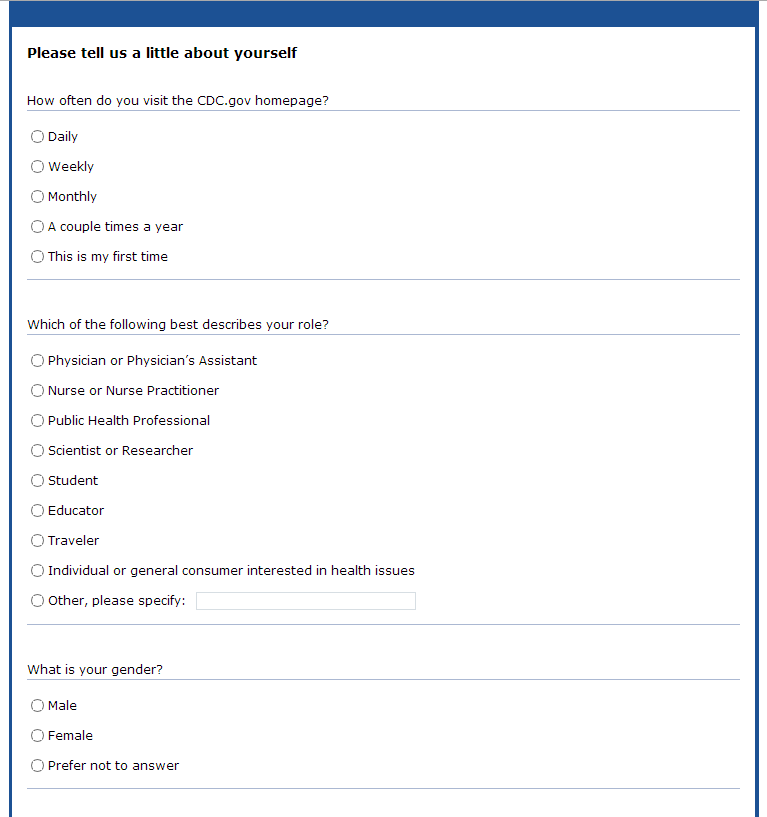 Please tell us a little about yourself
How often do you visit the CDC.gov homepage?
Daily
Weekly
Monthly
A couple times a year
This is my first time
Which of the following best describes your role?
Physician or Physician's Assistant
Nurse or Nurse Practitioner
Public Health Professional
Scientist or Researcher
Student
Educator
Traveler
Individual or general consumer interested in health issues
Other, please specify:
What is your gender?
Male
Female
Prefer not to answer